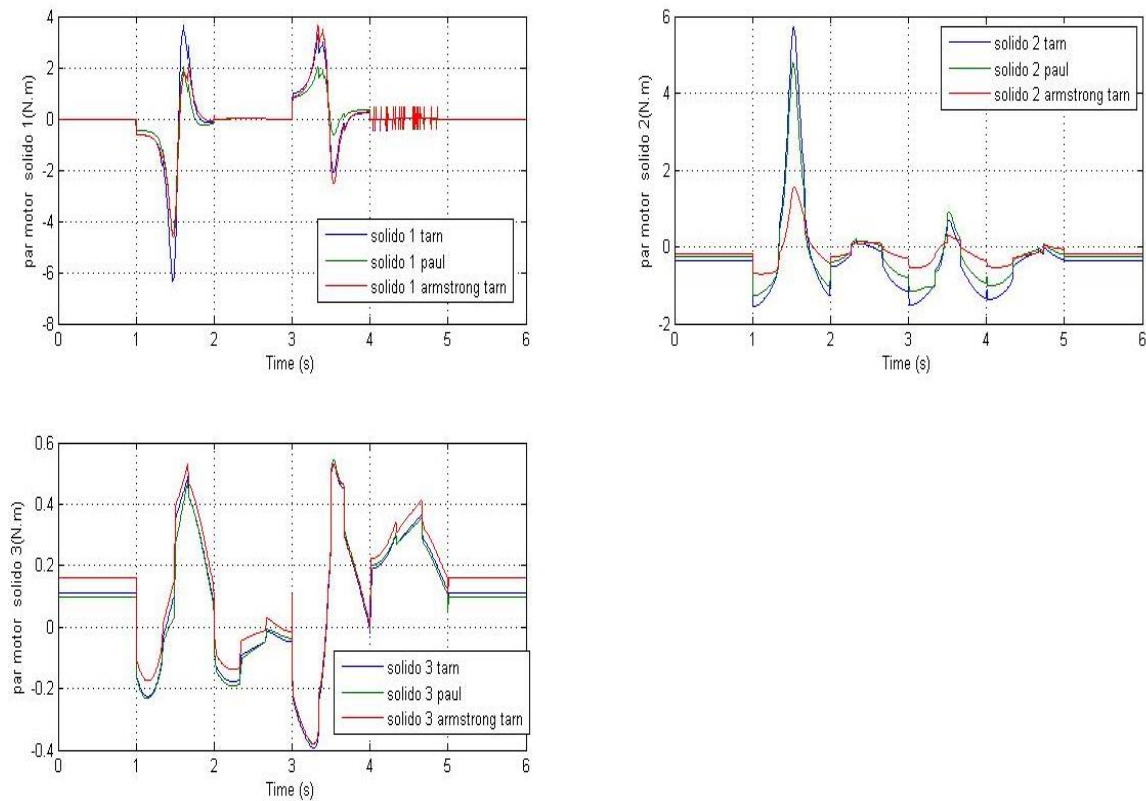 4
2
0
-2
-4
-6
-8
par motor  solido 1(N.m)
solido 1 tarn
solido 1 paul
solido 1 armstrong tarn
0 1 2 3 4 5 6
Time (s)
6
4
2
0
-2
par motor  solido 2(N.m)
solido 2 tarn
solido 2 paul
solido 2 armstrong tarn
0 1 2 3 4 5 6
Time (s)
0.6
0.4
0.2
0
-0.2
-0.4
par motor  solido 3(N.m)
solido 3 tarn
solido 3 paul
solido 3 armstrong tarn
0 1 2 3 4 5 6
Time (s)